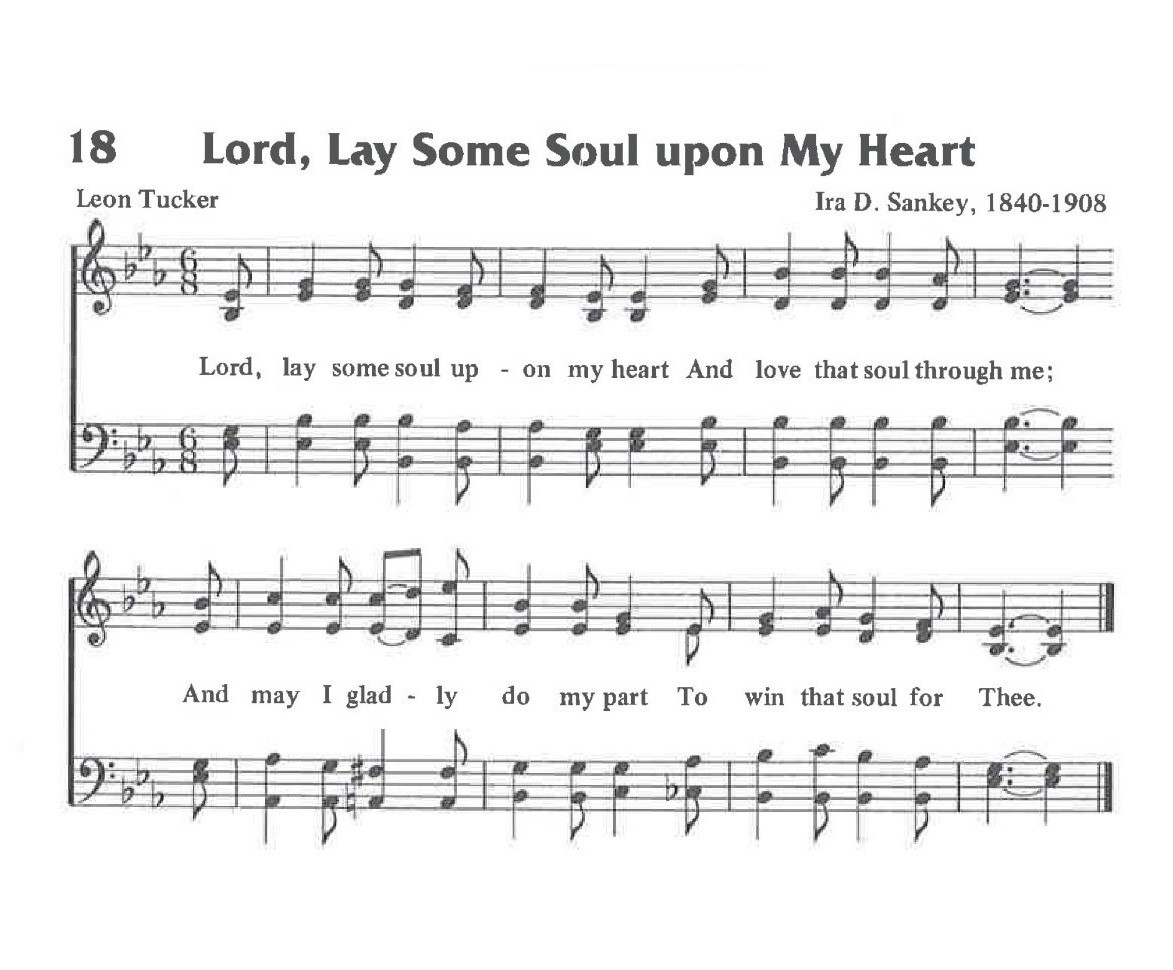 18 Lord, Lay Some Soul upon My Heart
Leon Tucker Ira D. Sankey, 1840-1908
6
8
Lord, lay some soul up - on my heart And love that soul through me;
6
8
And may I glad - ly do my part To win that soul for Thee.